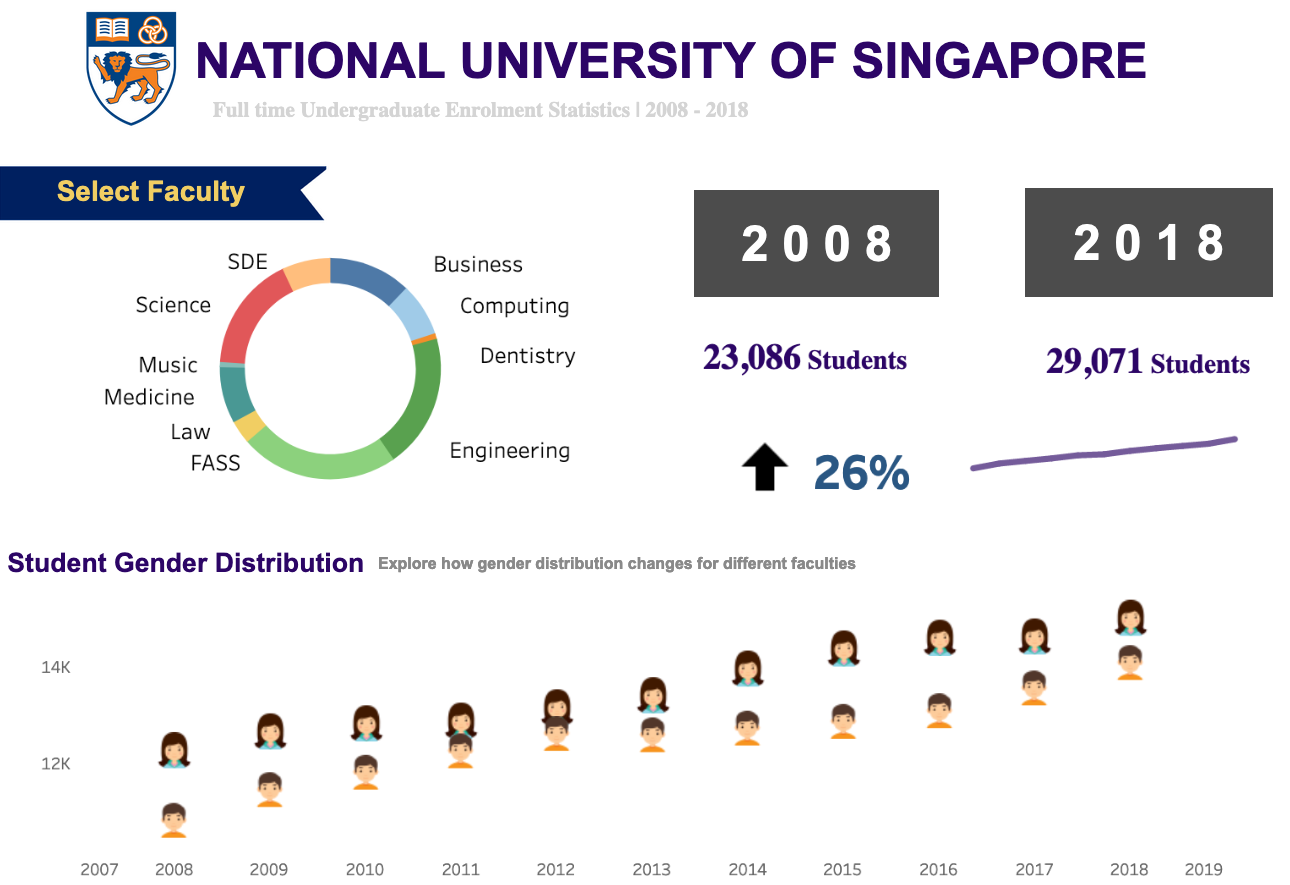 NATIONAL UNIVERSITY OF SINGAPORE
Full time Undergraduate Enrolment Statistics | 2008 - 2018
Select Faculty
2008
2018
SDE
Business
Science
Computing
Dentistry
Music
Medicine
Law
FASS
Engineering
23,086 Students
29,071 Students
26%
Student Gender Distribution Explore how gender distribution changes for different faculties
14K
12K
2007 2008 2009 2010 2011 2012 2013 2014 2015 2016 2017 2018 2019